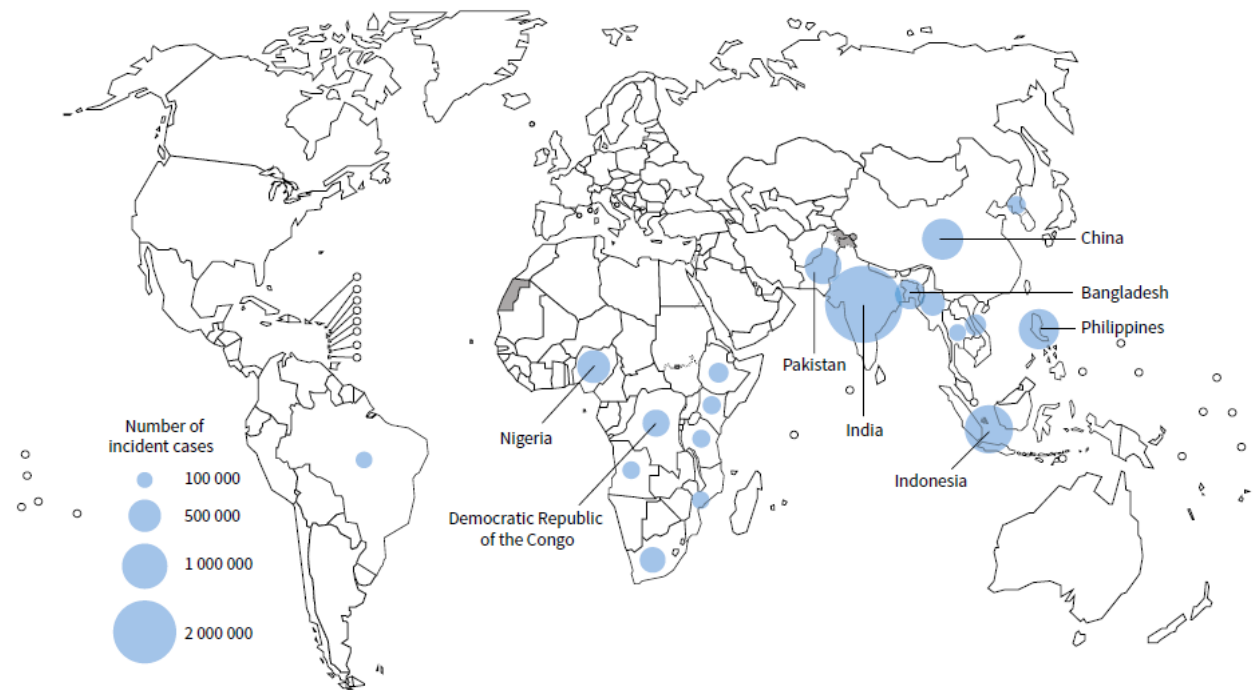 China
Bangladesh
Philippines
Pakistan
India
Indonesia
Nigeria
Democratic Republic
of the Congo
Number of
incident cases
100 000
500 000
1 000 000
2 000 000